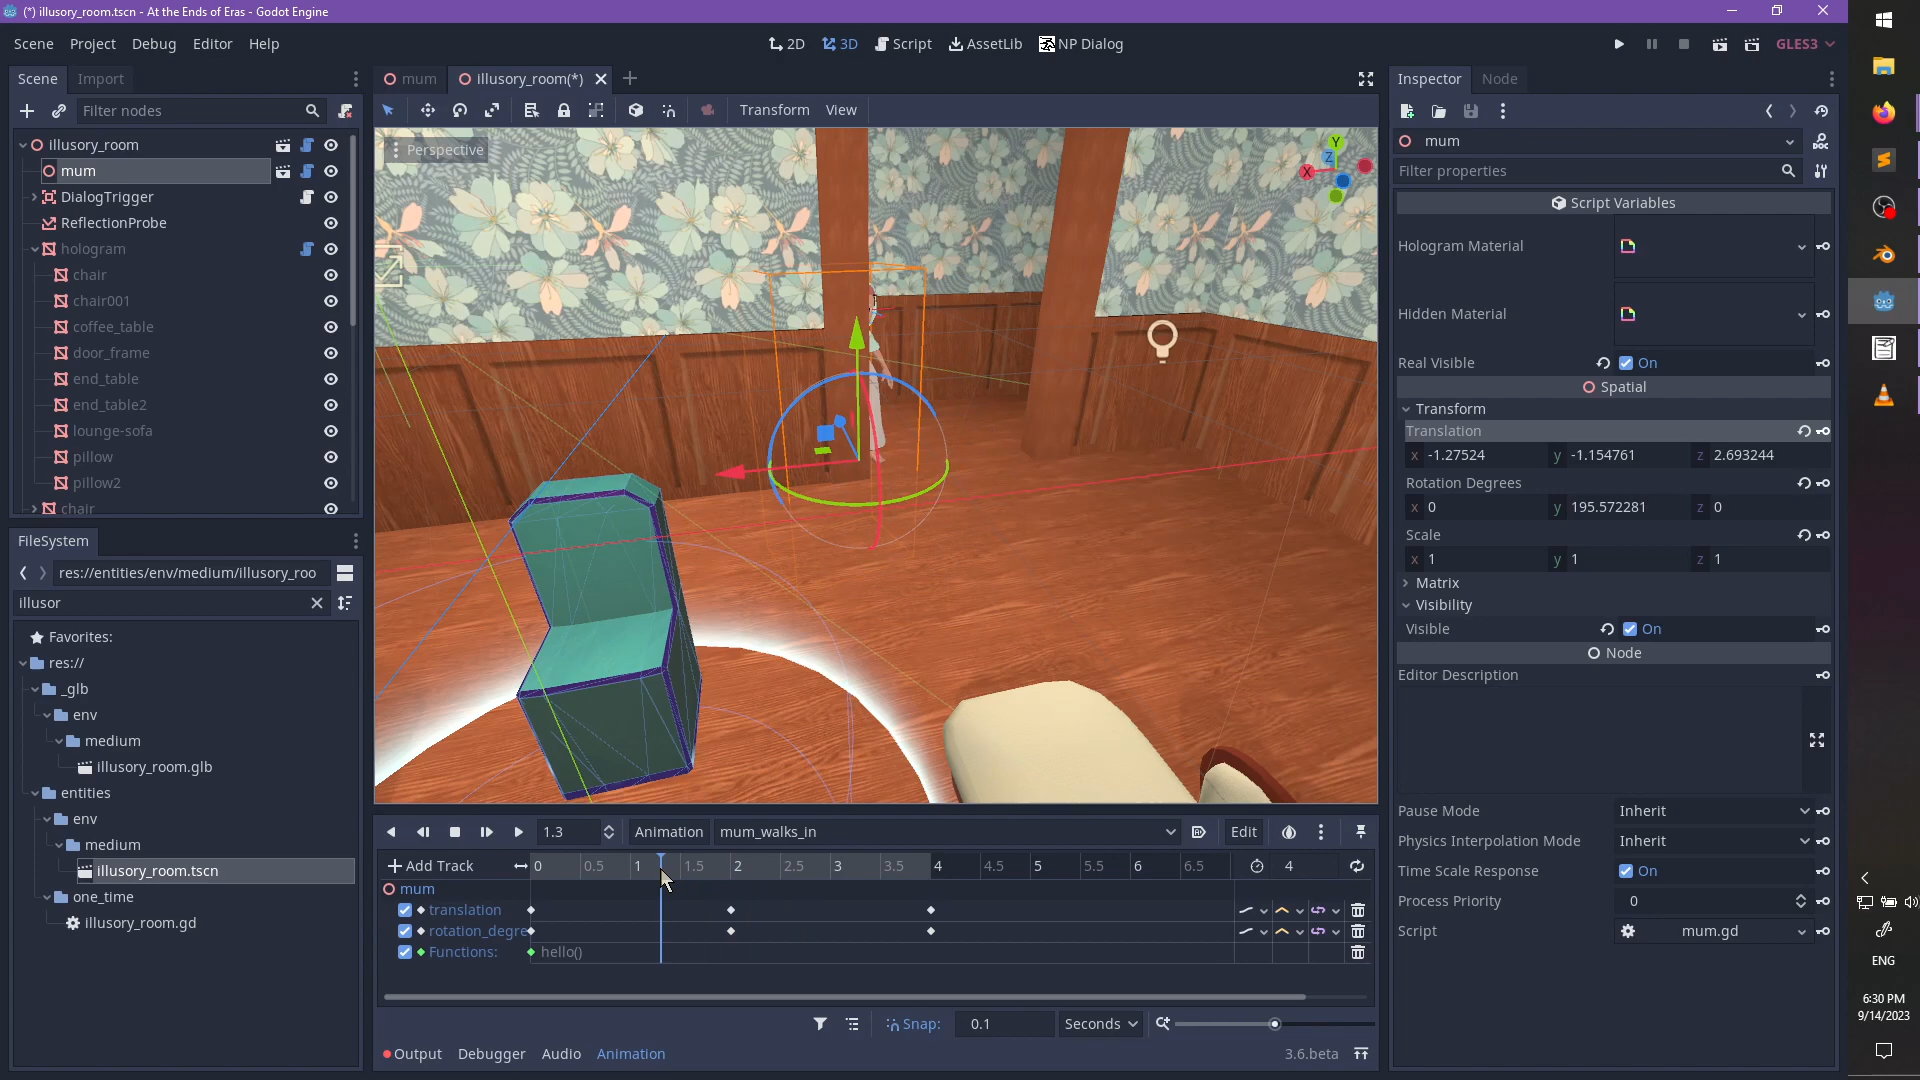 (*) illusory_room.tscn - At the Ends of Eras - Godot Engine
Scene Project Debug Editor Help
2D 3D Script AssetLib NP Dialog
GLES3
Scene Import
mum illusory_room(*)
Inspector Node
Filter nodes
Transform View
illusory_room
mum
DialogTrigger
ReflectionProbe
hologram
chair
chair001
coffee_table
door_frame
end_table
end_table2
lounge-sofa
pillow
pillow2
chair
FileSystem
res://entities/env/medium/illusory_roo
illusor
Favorites:
res://
_glb
env
medium
illusory_room.glb
entities
env
medium
illusory_room.tscn
one_time
illusory_room.gd
Perspective
Y
Z
X
1.3 Animation mum_walks_in Edit
Add Track 0 0.5 1 1.5 2 2.5 3 3.5 4 4.5 5 5.5 6 6.5 4
mum
translation
rotation_degre
Functions: hello()
Snap: 0.1 Seconds
Output Debugger Audio Animation 3.6.beta
mum
Filter properties
Script Variables
Hologram Material
Hidden Material
Real Visible On
Spatial
Transform
Translation
x -1.27524 y -1.154761 z 2.693244
Rotation Degrees
x 0 y 195.572281 z 0
Scale
x 1 y 1 z 1
Matrix
Visibility
Visible On
Node
Editor Description
Pause Mode Inherit
Physics Interpolation Mode Inherit
Time Scale Response On
Process Priority 0
Script mum.gd
ENG
6:30 PM
9/14/2023